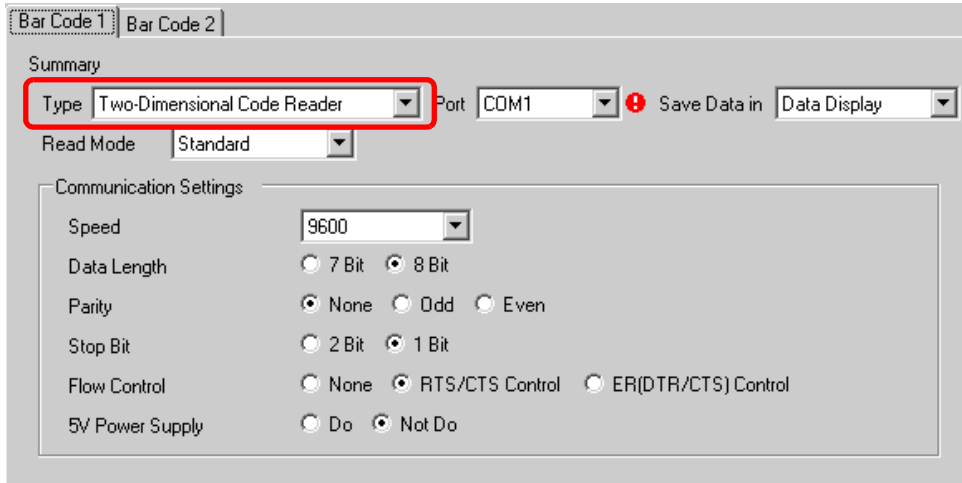 Bar Code 1 Bar Code 2
Summary
Type Two-Dimensional Code Reader Port COM1 Save Data in Data Display
Read Mode Standard
Communication Settings
Speed 9600
Data Length 7 Bit 8 Bit
Parity None Odd Even
Stop Bit 2 Bit 1 Bit
Flow Control None RTS/CTS Control ER(DTR/CTS) Control
5V Power Supply Do Not Do